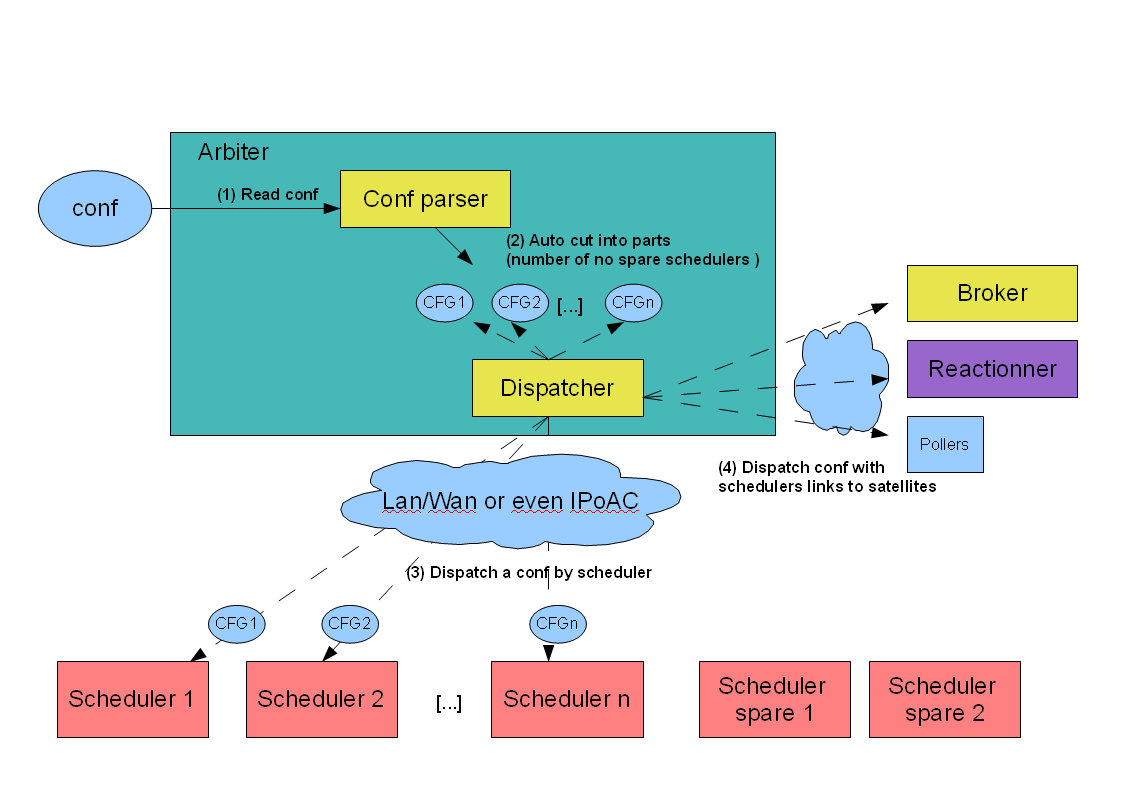 Arbiter
conf
(1) Read conf
Conf parser
(2) Auto cut into parts
(number of no spare schedulers )
CFG1
CFG2
[...]
CFGn
Dispatcher
Broker
Reactionner
Pollers
(4) Dispatch conf with
schedulers links to satellites
Lan/Wan or even IPoAC
(3) Dispatch a conf by scheduler
CFG1
CFG2
CFGn
Scheduler 1
Scheduler 2
[...]
Scheduler n
Scheduler
spare 1
Scheduler
spare 2